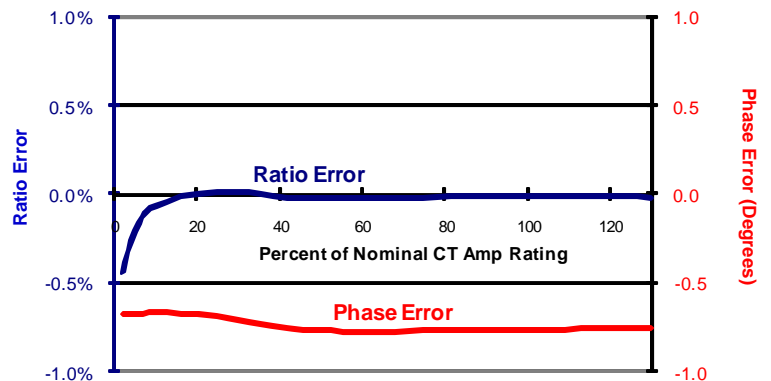 1.0%
0.5%
0.0%
-0.5%
-1.0%
Ratio Error
Ratio Error
0 20 40 60 80 100 120
Percent of Nominal CT Amp Rating
Phase Error
1.0
0.5
0.0
-0.5
-1.0
Phase Error (Degrees)